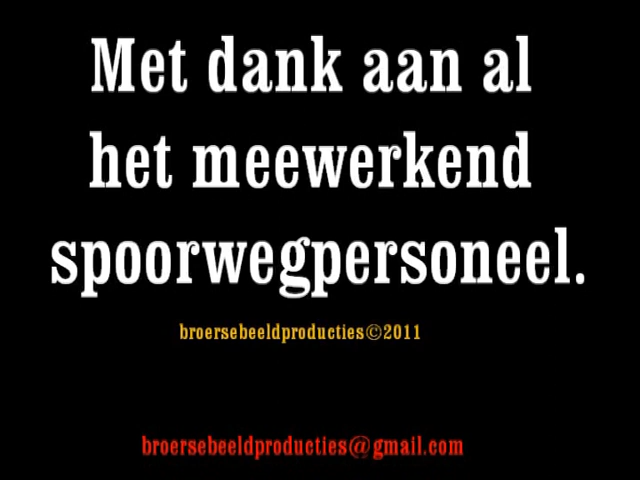 Met dank aan al
het meewerkend
spoorwegpersoneel.
broersebeeldproducties©2011
broersebeeldproducties@gmail.com